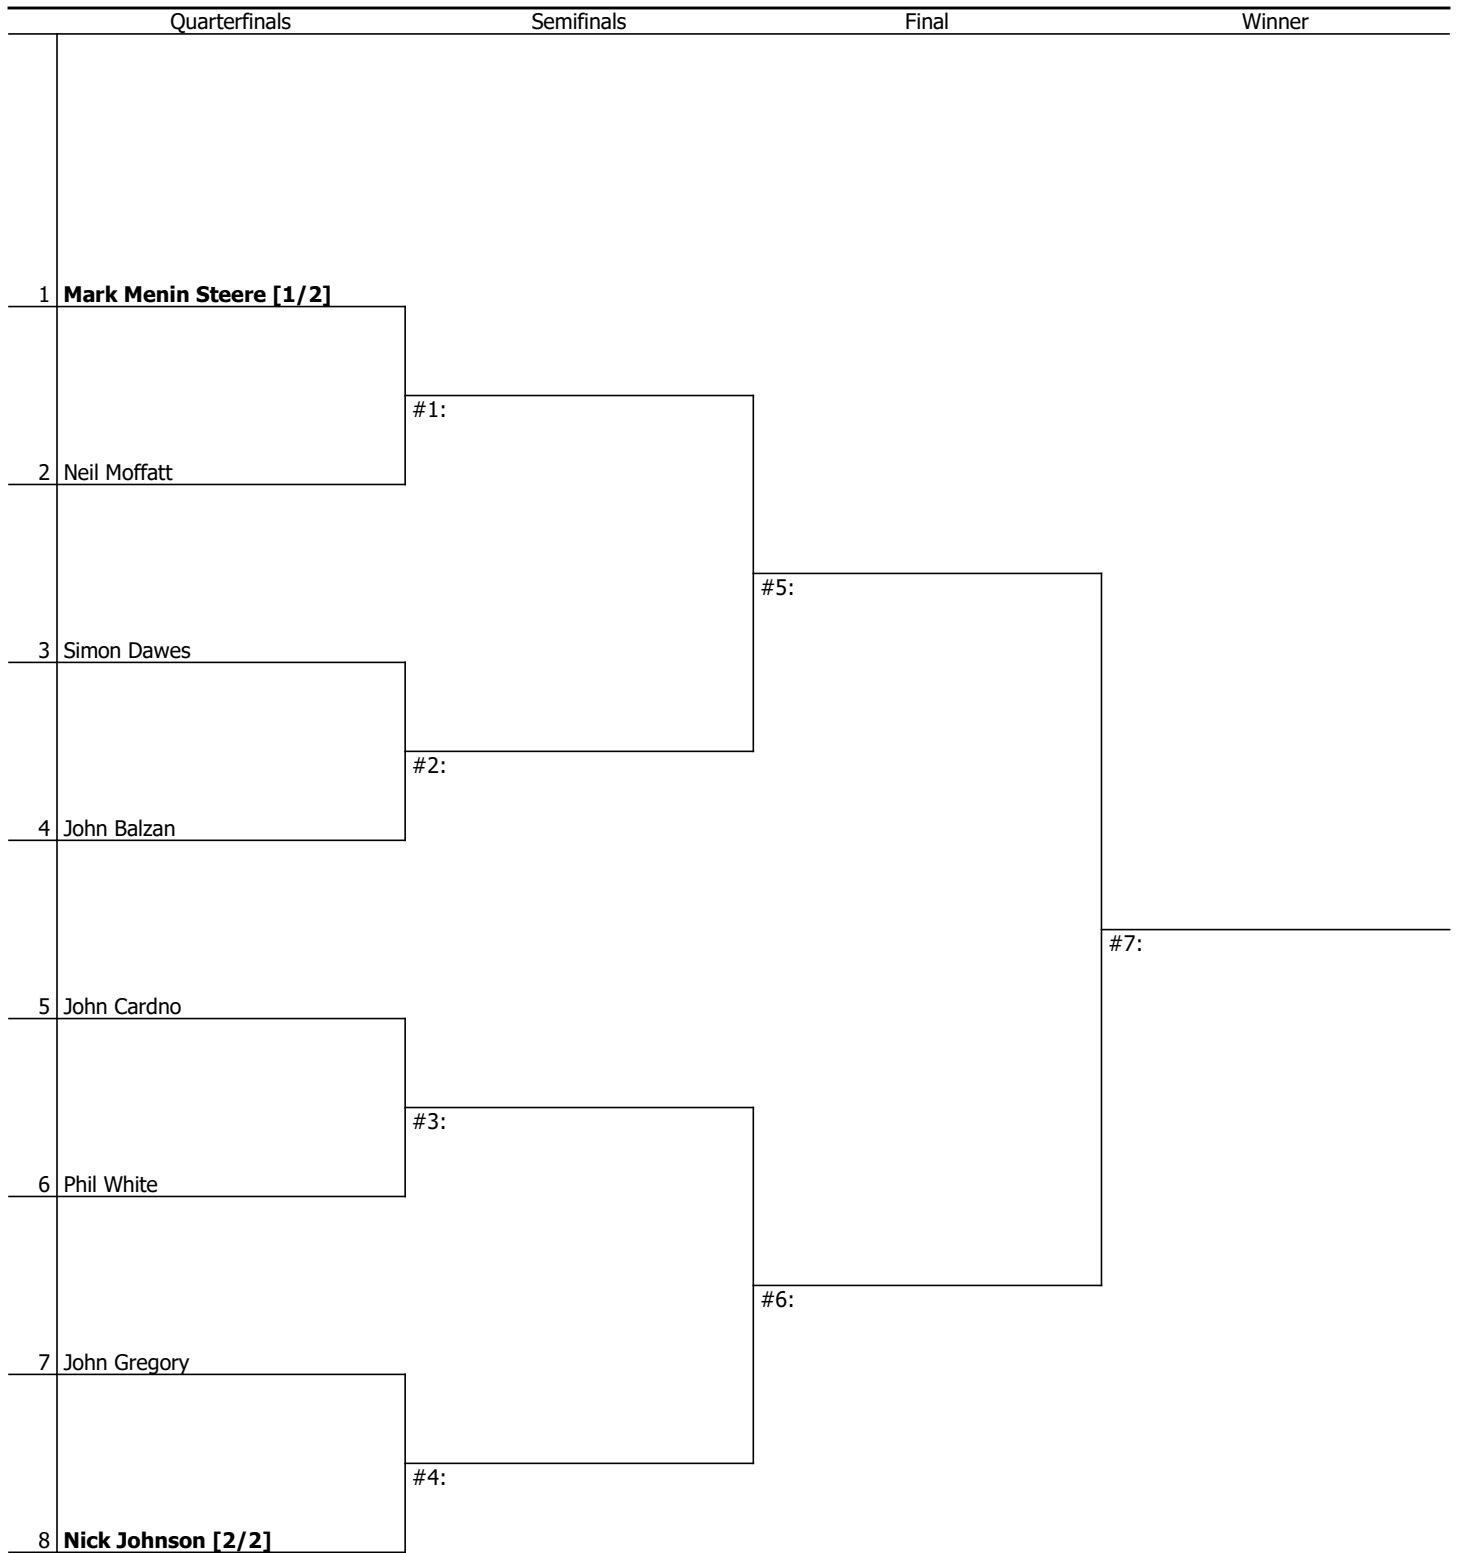 Quarterfinals Semifinals Final Winner
1 Mark Menin Steere [1/2]
#1:
2 Neil Moffatt
#5:
3 Simon Dawes
#2:
4 John Balzan
#7:
5 John Cardno
#3:
6 Phil White
#6:
7 John Gregory
#4:
8 Nick Johnson [2/2]